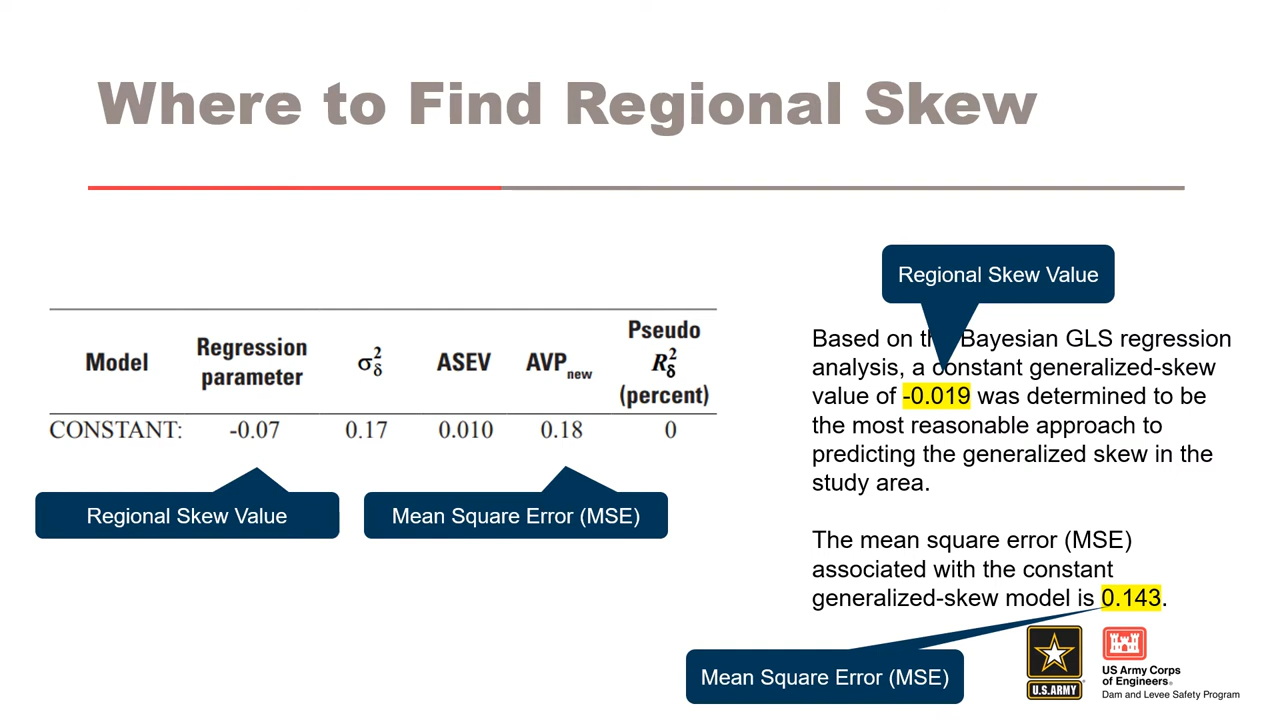 Where to Find Regional Skew
Model
Regression
parameter
σ²δ
ASEV
AVPnew
Pseudo
R²δ
(percent)
CONSTANT:
-0.07
0.17
0.010
0.18
0
Regional Skew Value
Mean Square Error (MSE)
Regional Skew Value
Based on th Bayesian GLS regression
analysis, a constant generalized-skew
value of -0.019 was determined to be
the most reasonable approach to
predicting the generalized skew in the
study area.
The mean square error (MSE)
associated with the constant
generalized-skew model is 0.143.
Mean Square Error (MSE)
U.S.ARMY
US Army Corps
of Engineers®
Dam and Levee Safety Program